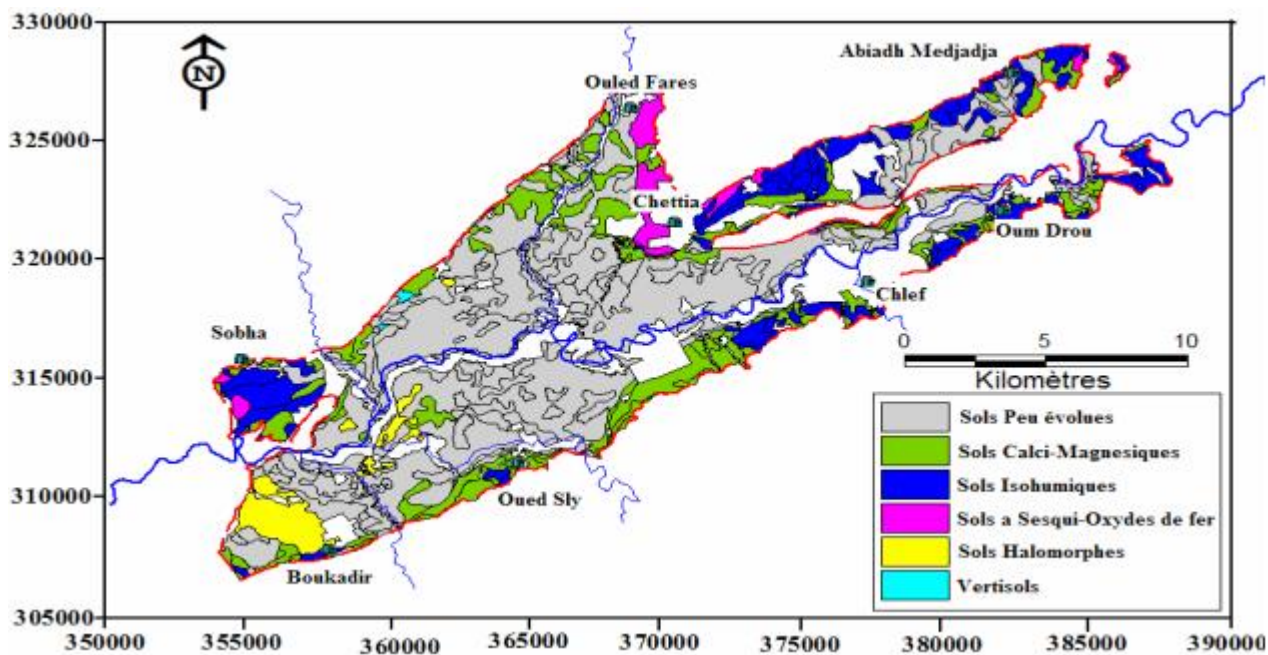 330000
325000
320000
315000
310000
305000
350000
355000
360000
365000
370000
375000
380000
385000
390000
N
Abiadh Medjadja
Ouled Fares
Chettia
Oum Drou
Chlef
Sobha
Oued Sly
Boukadir
0 5 10
Kilomètres
Sols Peu évolues
Sols Calci-Magnesiques
Sols Isohumiques
Sols a Sesqui-Oxydes de fer
Sols Halomorphes
Vertisols